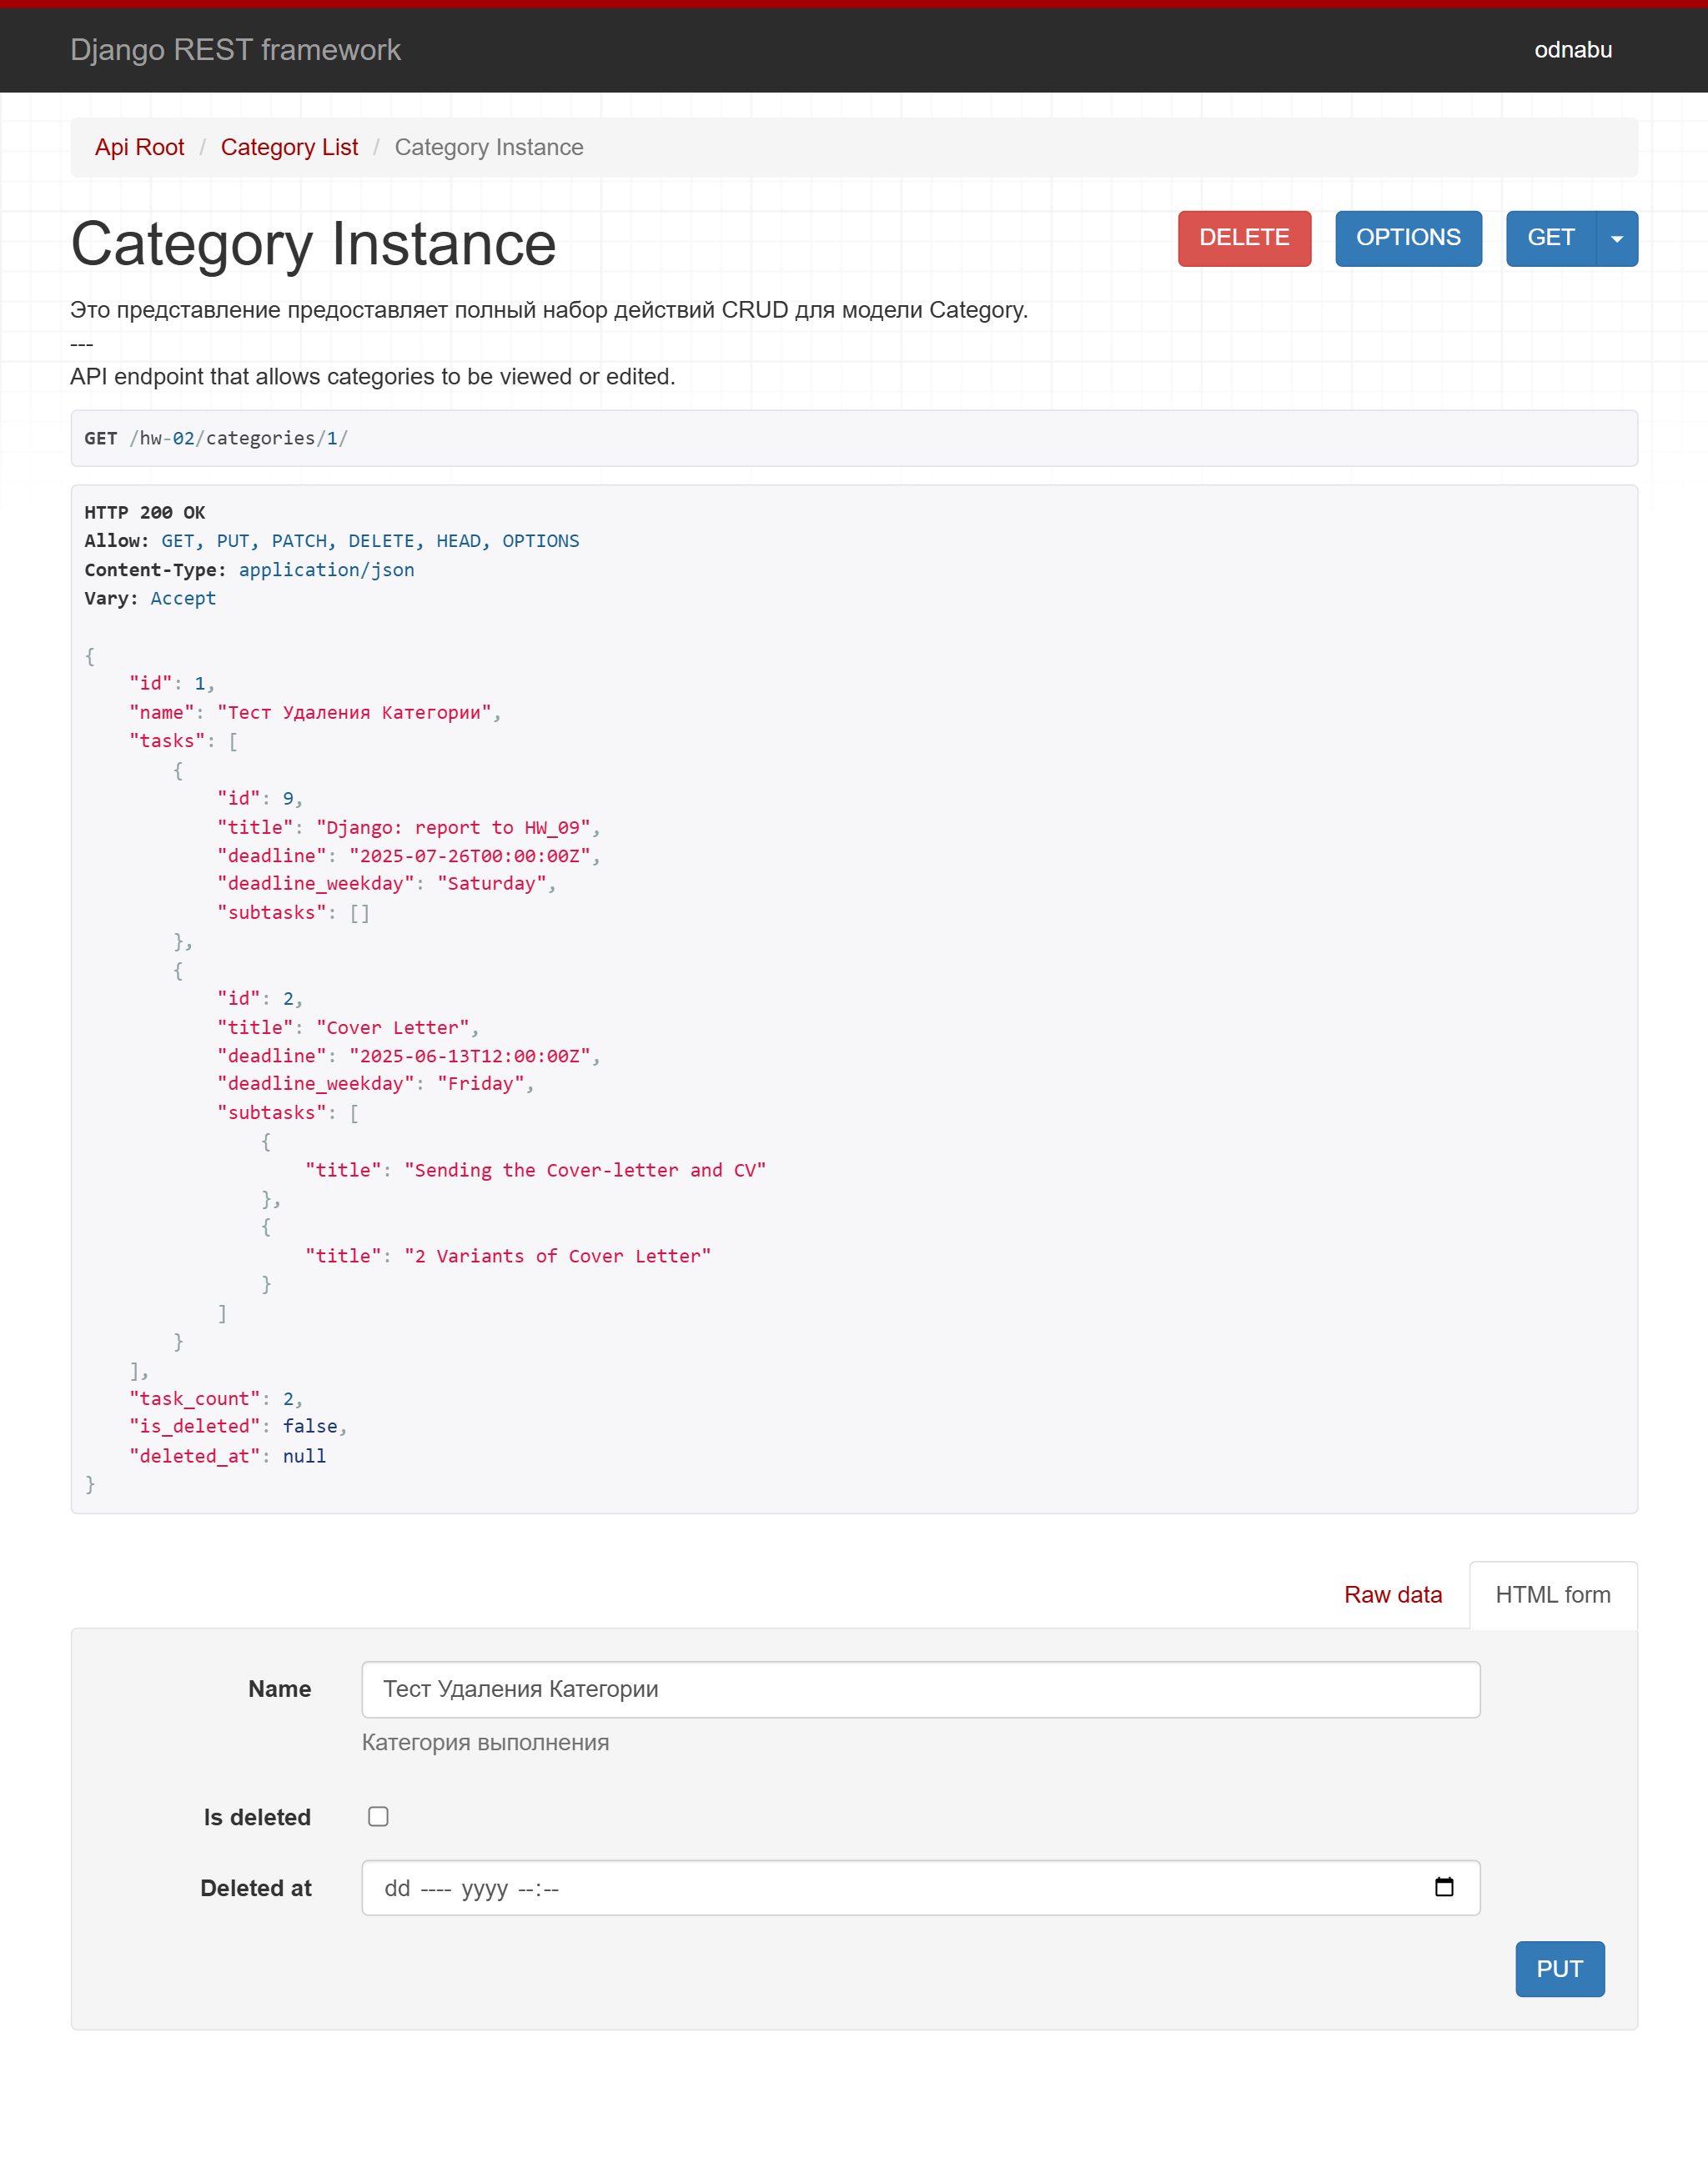 Django REST framework
odnabu
Api Root / Category List / Category Instance
Category Instance
DELETE
OPTIONS
GET
Это представление предоставляет полный набор действий CRUD для модели Category.
---
API endpoint that allows categories to be viewed or edited.
GET /hw-02/categories/1/
HTTP 200 OK
Allow: GET, PUT, PATCH, DELETE, HEAD, OPTIONS
Content-Type: application/json
Vary: Accept
{
    "id": 1,
    "name": "Тест Удаления Категории",
    "tasks": [
        {
            "id": 9,
            "title": "Django: report to HW_09",
            "deadline": "2025-07-26T00:00:00Z",
            "deadline_weekday": "Saturday",
            "subtasks": []
        },
        {
            "id": 2,
            "title": "Cover Letter",
            "deadline": "2025-06-13T12:00:00Z",
            "deadline_weekday": "Friday",
            "subtasks": [
                {
                    "title": "Sending the Cover-letter and CV"
                },
                {
                    "title": "2 Variants of Cover Letter"
                }
            ]
        }
    ],
    "task_count": 2,
    "is_deleted": false,
    "deleted_at": null
}
Raw data
HTML form
Name
Тест Удаления Категории
Категория выполнения
Is deleted
Deleted at
dd ---- yyyy --:--
PUT